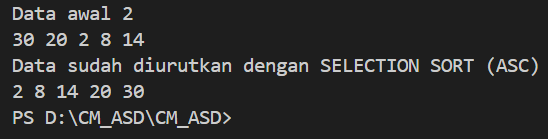 Data awal 2
30 20 2 8 14
Data sudah diurutkan dengan SELECTION SORT (ASC)
2 8 14 20 30
PS D:\CM_ASD\CM_ASD>